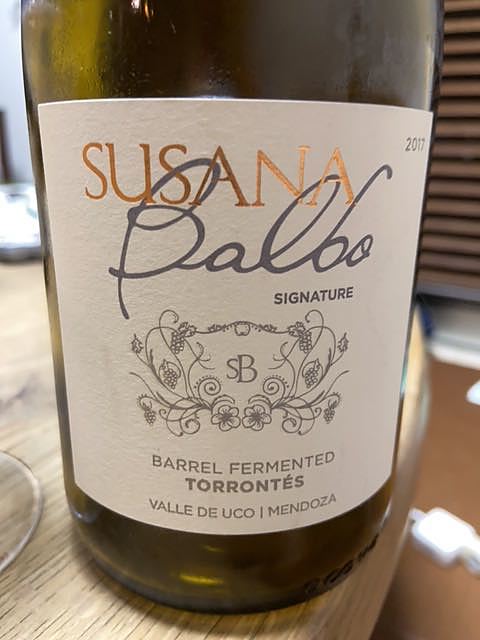 2017
SUSANA
Balbo
SIGNATURE
SB
BARREL FERMENTED
TORRONTÉS
VALLE DE UCO | MENDOZA